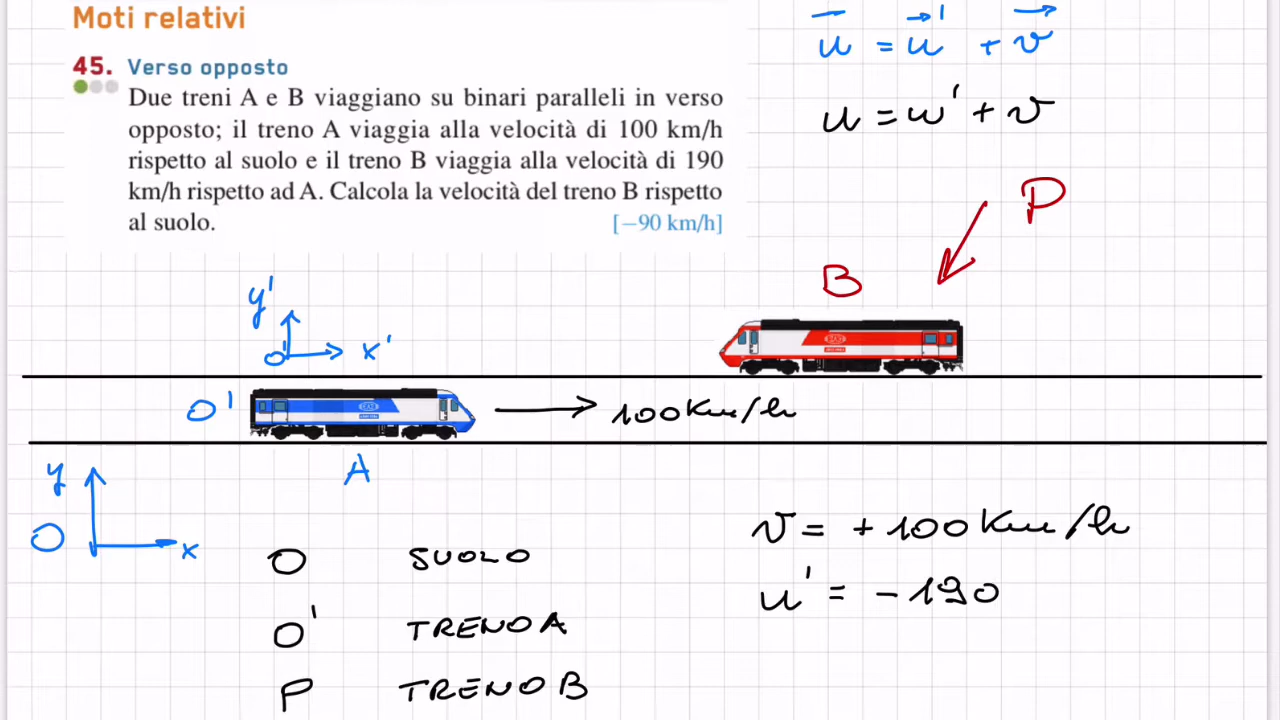 Moti relativi
45. Verso opposto
Due treni A e B viaggiano su binari paralleli in verso
opposto; il treno A viaggia alla velocità di 100 km/h
rispetto al suolo e il treno B viaggia alla velocità di 190
km/h rispetto ad A. Calcola la velocità del treno B rispetto
al suolo. [−90 km/h]
u = u' + v
u = u' + v
P
B
y'
O' x'
O' 100 Km/h
A
y
O x
O SUOLO
O' TRENO A
P TRENO B
v = +100 Km/h
u' = -190